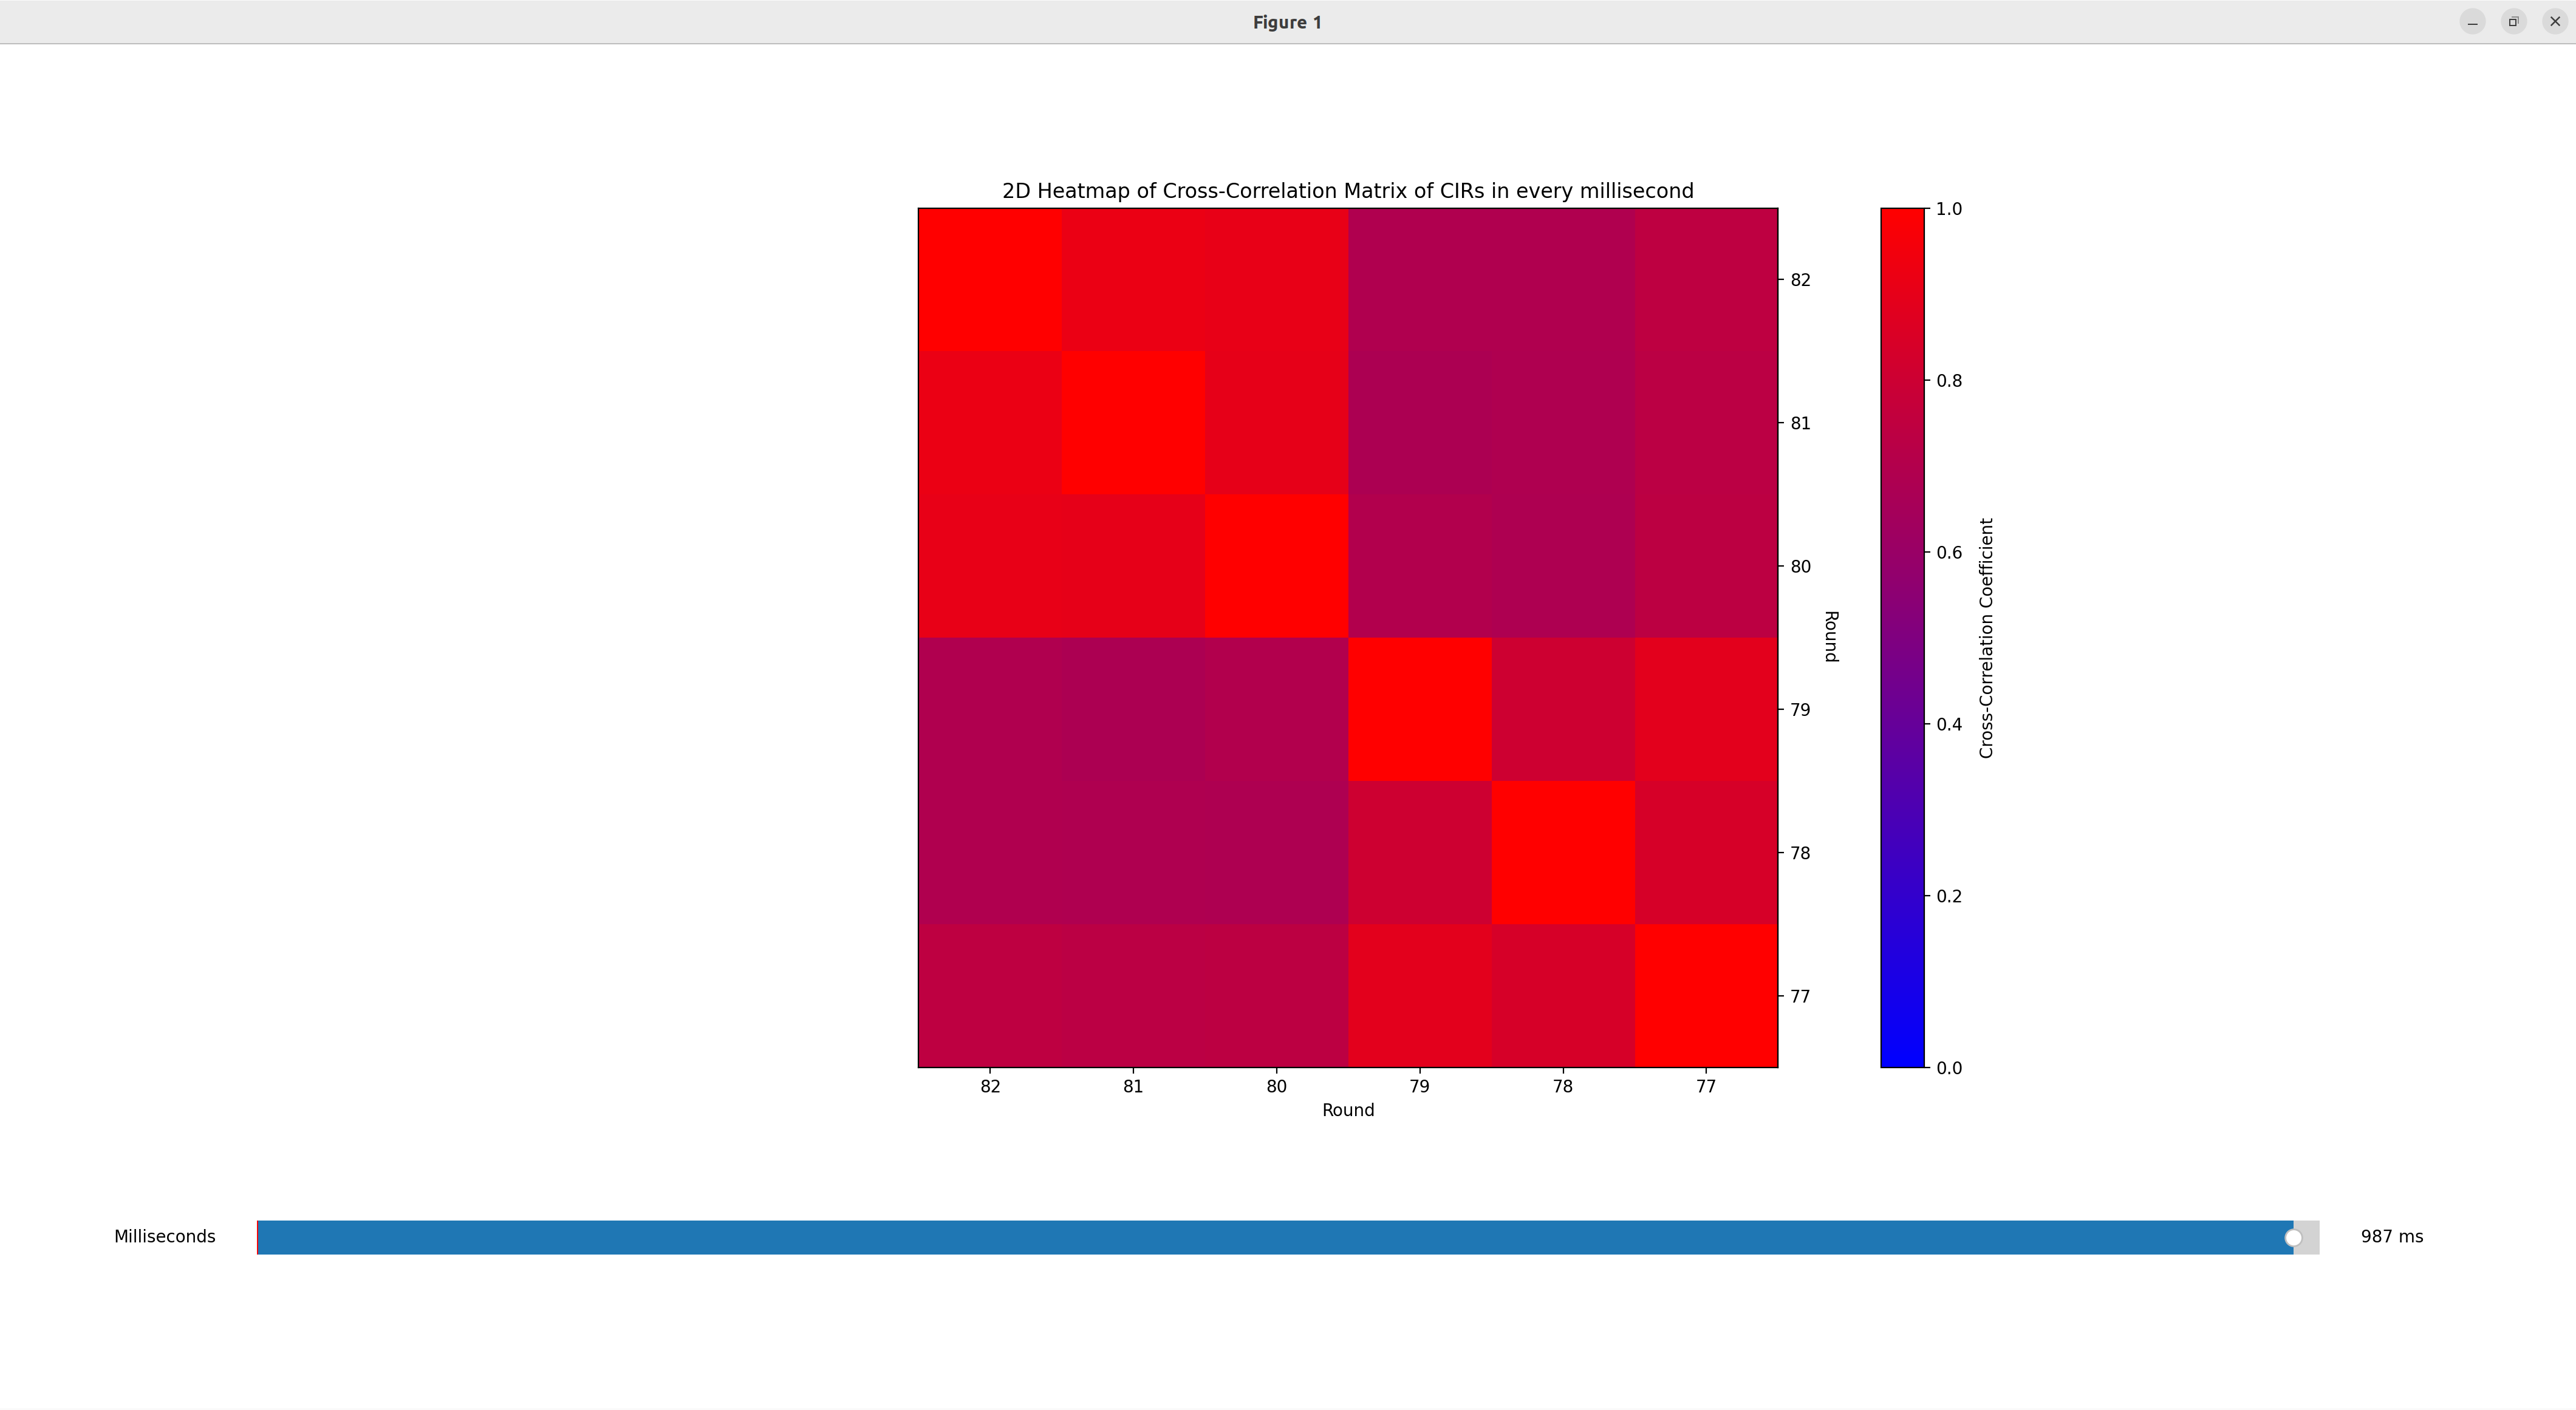 Figure 1
2D Heatmap of Cross-Correlation Matrix of CIRs in every millisecond
82
81
80
79
78
77
Round
82 81 80 79 78 77
Round
1.0
0.8
0.6
0.4
0.2
0.0
Cross-Correlation Coefficient
Milliseconds 987 ms